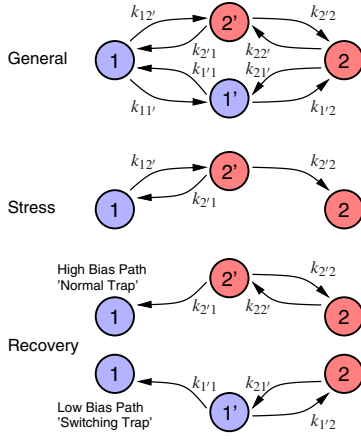 k12' 2' k2'2
General 1 k2'1 k22' 2
k1'1 k21'
k11' 1' k1'2
k12' 2' k2'2
Stress 1 k2'1 2
High Bias Path
'Normal Trap'
2' k2'2
1 k2'1 k22' 2
Recovery
1 k1'1 k21' 2
Low Bias Path
'Switching Trap'
1' k1'2